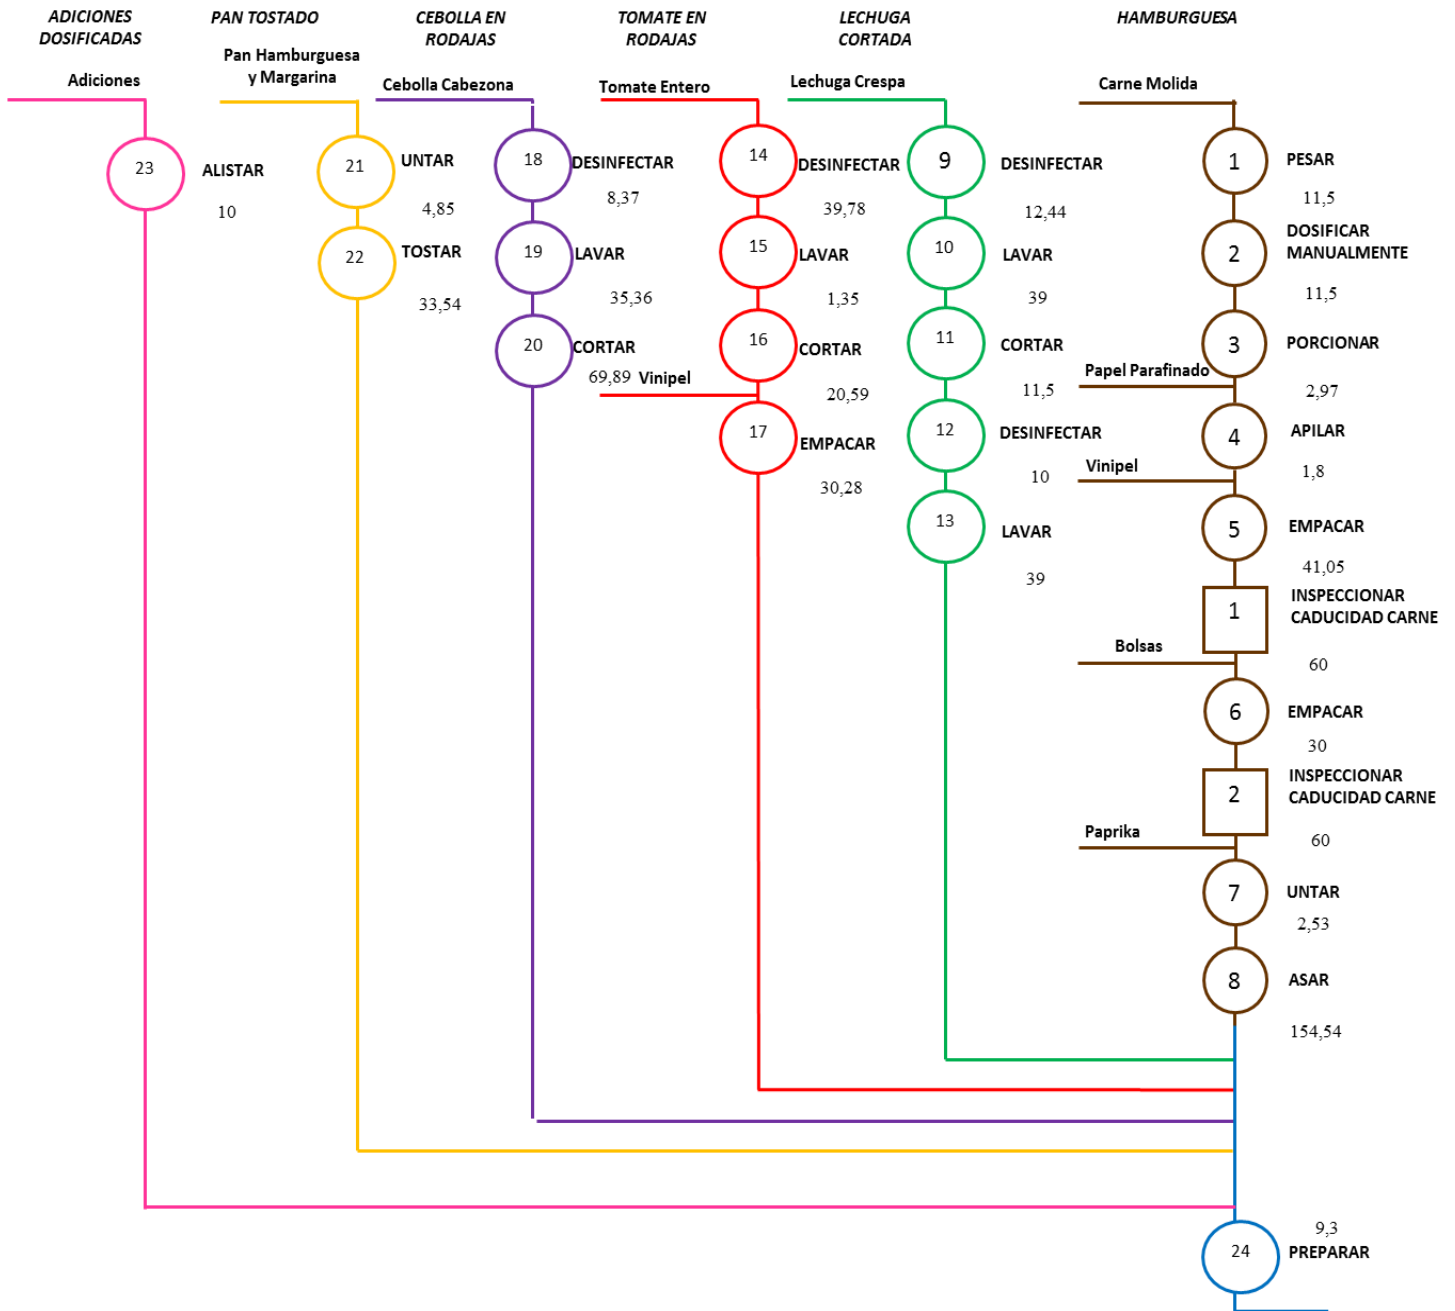 ADICIONES
DOSIFICADAS
Adiciones
23
ALISTAR
10
PAN TOSTADO
Pan Hamburguesa
y Margarina
21
UNTAR
4,85
22
TOSTAR
33,54
CEBOLLA EN
RODAJAS
Cebolla Cabezona
18
DESINFECTAR
8,37
19
LAVAR
35,36
20
CORTAR
69,89
TOMATE EN
RODAJAS
Tomate Entero
14
DESINFECTAR
39,78
15
LAVAR
1,35
16
CORTAR
20,59
Vinipel
17
EMPACAR
30,28
LECHUGA
CORTADA
Lechuga Crespa
9
DESINFECTAR
12,44
10
LAVAR
39
11
CORTAR
11,5
12
DESINFECTAR
10
13
LAVAR
39
HAMBURGUESA
Carne Molida
1
PESAR
11,5
2
DOSIFICAR
MANUALMENTE
11,5
3
PORCIONAR
2,97
Papel Parafinado
4
APILAR
1,8
Vinipel
5
EMPACAR
41,05
1
INSPECCIONAR
CADUCIDAD CARNE
60
Bolsas
6
EMPACAR
30
2
INSPECCIONAR
CADUCIDAD CARNE
60
Paprika
7
UNTAR
2,53
8
ASAR
154,54
9,3
24
PREPARAR